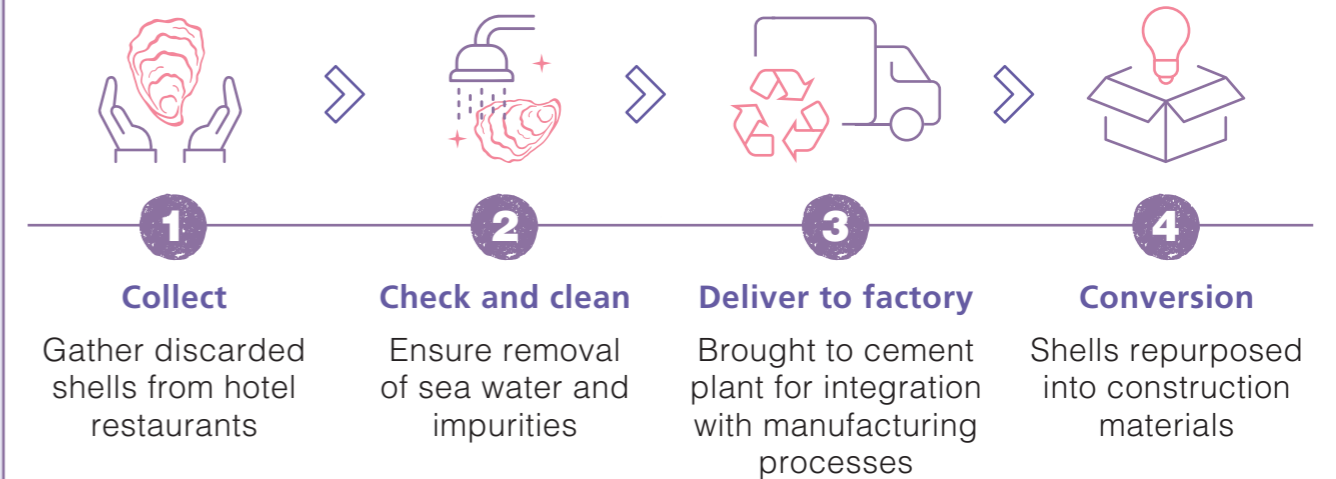 1
Collect
Gather discarded
shells from hotel
restaurants
2
Check and clean
Ensure removal
of sea water and
impurities
3
Deliver to factory
Brought to cement
plant for integration
with manufacturing
processes
4
Conversion
Shells repurposed
into construction
materials